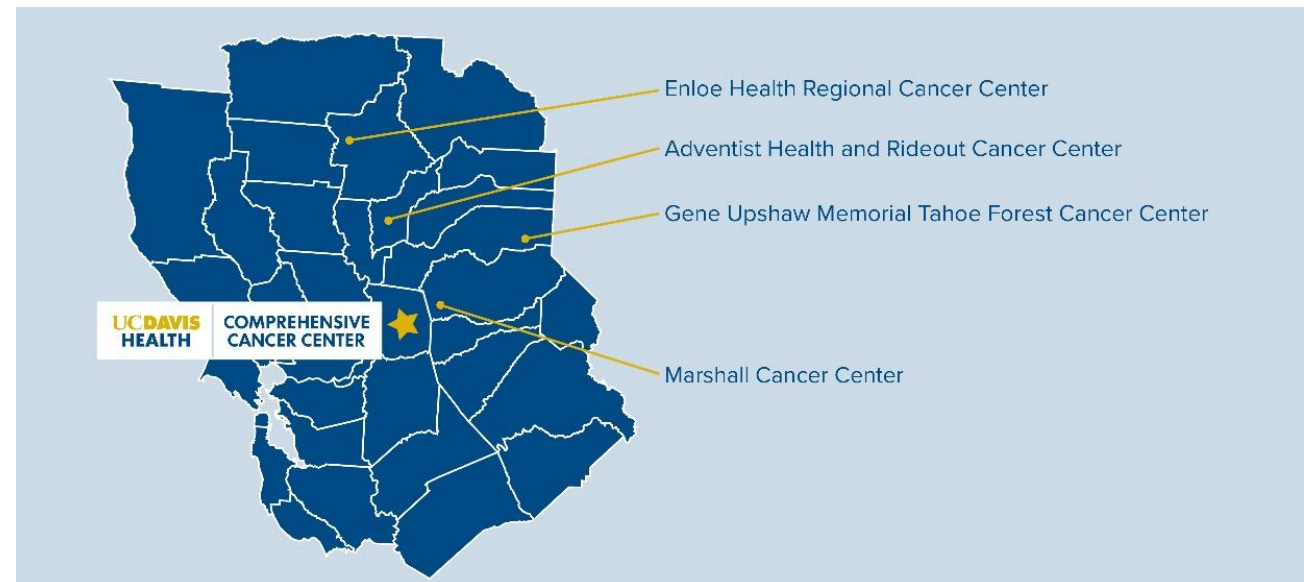 Enloe Health Regional Cancer Center
Adventist Health and Rideout Cancer Center
Gene Upshaw Memorial Tahoe Forest Cancer Center
UCDAVIS
HEALTH
COMPREHENSIVE
CANCER CENTER
Marshall Cancer Center